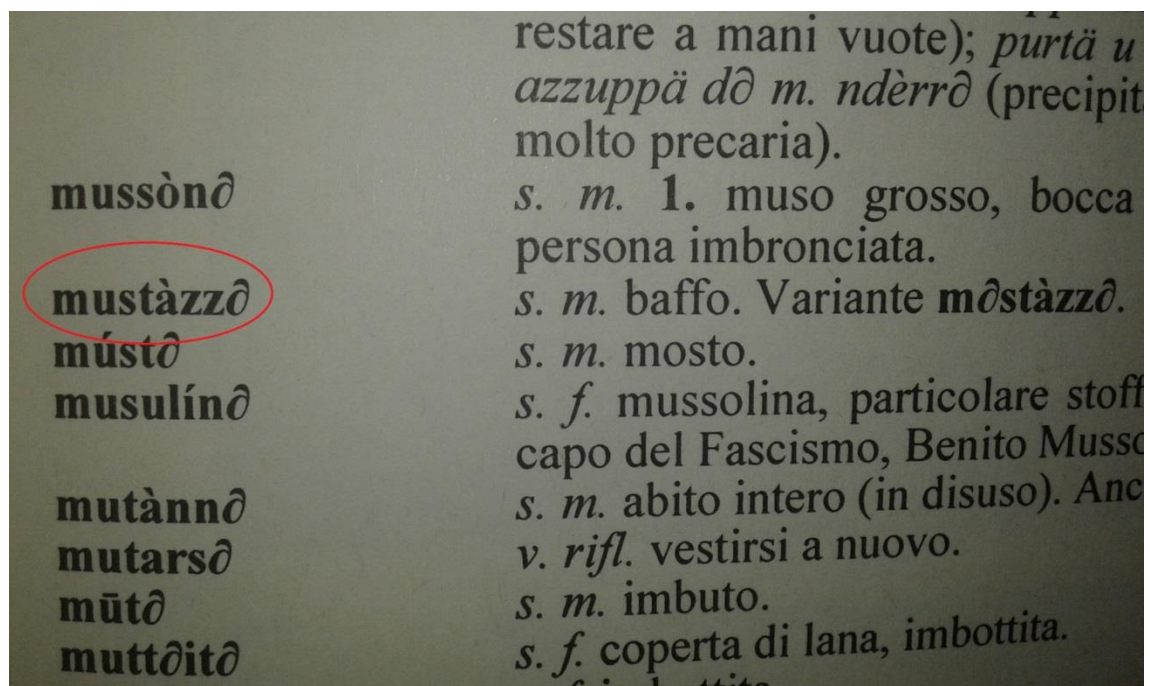 restare a mani vuote); purtä u
azzuppä d∂ m. ndèrr∂ (precipit
molto precaria).
mussòn∂ s. m. 1. muso grosso, bocca
persona imbronciata.
mustàzz∂ s. m. baffo. Variante m∂stàzz∂.
múst∂ s. m. mosto.
musulín∂ s. f. mussolina, particolare stoff
capo del Fascismo, Benito Musso
mutànn∂ s. m. abito intero (in disuso). Anc
mutars∂ v. rifl. vestirsi a nuovo.
mūt∂ s. m. imbuto.
mutt∂it∂ s. f. coperta di lana, imbottita.